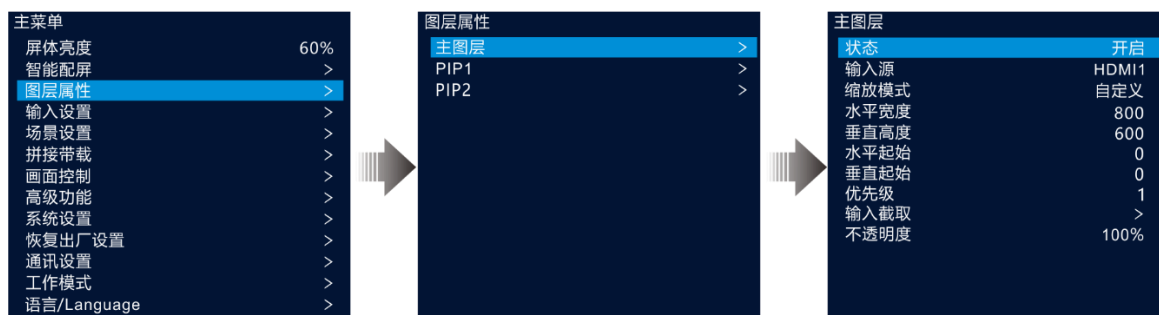 主菜单
屏体亮度 60%
智能配屏 >
图层属性 >
输入设置 >
场景设置 >
拼接带载 >
画面控制 >
高级功能 >
系统设置 >
恢复出厂设置 >
通讯设置 >
工作模式 >
语言/Language >
图层属性
主图层 >
PIP1 >
PIP2 >
主图层
状态 开启
输入源 HDMI1
缩放模式 自定义
水平宽度 800
垂直高度 600
水平起始 0
垂直起始 0
优先级 1
输入截取 >
不透明度 100%